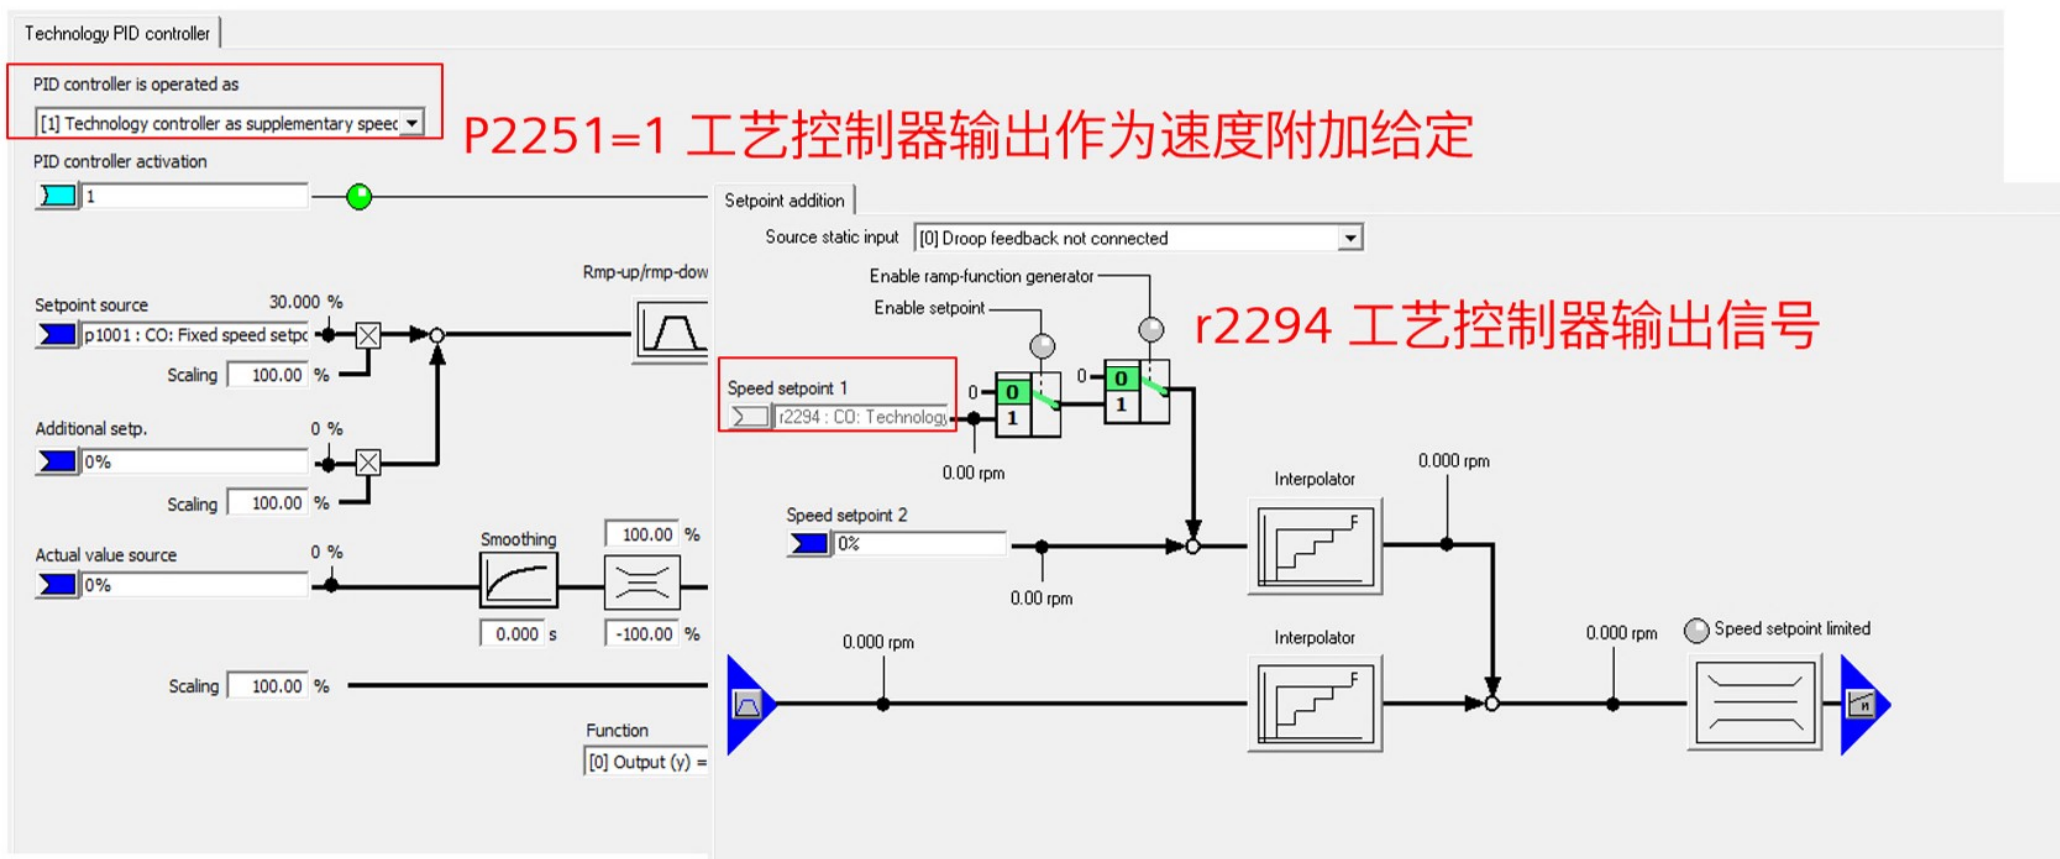 Technology PID controller
PID controller is operated as
[1] Technology controller as supplementary speec
P2251=1 工艺控制器输出作为速度附加给定
PID controller activation
1
Setpoint addition
Source static input [0] Droop feedback not connected
Enable ramp-function generator
Enable setpoint
r2294 工艺控制器输出信号
Rmp-up/rmp-dow
Setpoint source 30.000 %
p1001 : CO: Fixed speed setpc
Scaling 100.00 %
Additional setp. 0 %
0%
Scaling 100.00 %
Actual value source 0 %
0%
Smoothing
0.000 s
100.00 %
-100.00 %
Scaling 100.00 %
Function
[0] Output (y) =
Speed setpoint 1
r2294 : CO: Technology
0 0
1
0 0
1
0.00 rpm
Speed setpoint 2
0%
0.00 rpm
Interpolator
F
0.000 rpm
0.000 rpm
Interpolator
F
0.000 rpm
Speed setpoint limited
n